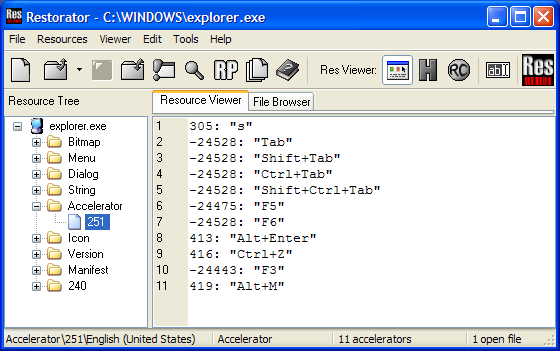 Restorator - C:\WINDOWS\explorer.exe
File Resources Viewer Edit Tools Help
RP Res Viewer: H RC ab Res
Resource Tree
Resource Viewer File Browser
explorer.exe
Bitmap
Menu
Dialog
String
Accelerator
251
Icon
Version
Manifest
240
1 305: "s"
2 -24528: "Tab"
3 -24528: "Shift+Tab"
4 -24528: "Ctrl+Tab"
5 -24528: "Shift+Ctrl+Tab"
6 -24475: "F5"
7 -24528: "F6"
8 413: "Alt+Enter"
9 416: "Ctrl+Z"
10 -24443: "F3"
11 419: "Alt+M"
Accelerator\251\English (United States) Accelerator 11 accelerators 1 open file